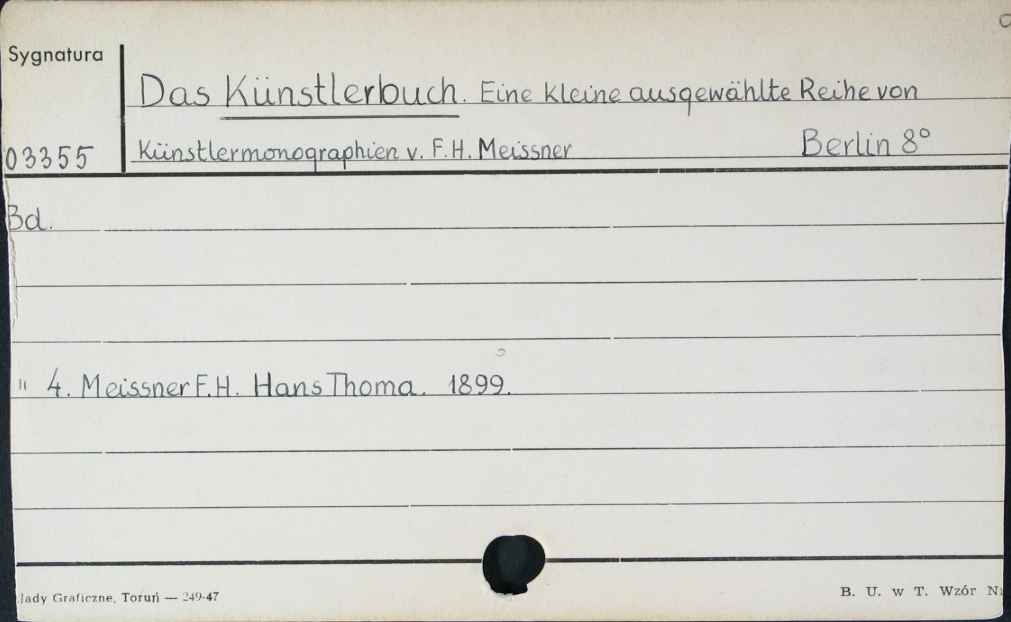 Sygnatura
Das Künstlerbuch. Eine kleine ausgewählte Reihe von
03355 Künstlermonographien v. F.H. Meissner Berlin 8°
Bd.
" 4. Meissner F.H. Hans Thoma. 1899.
łady Graficzne, Toruń — 249-47
B. U. w T. Wzór N